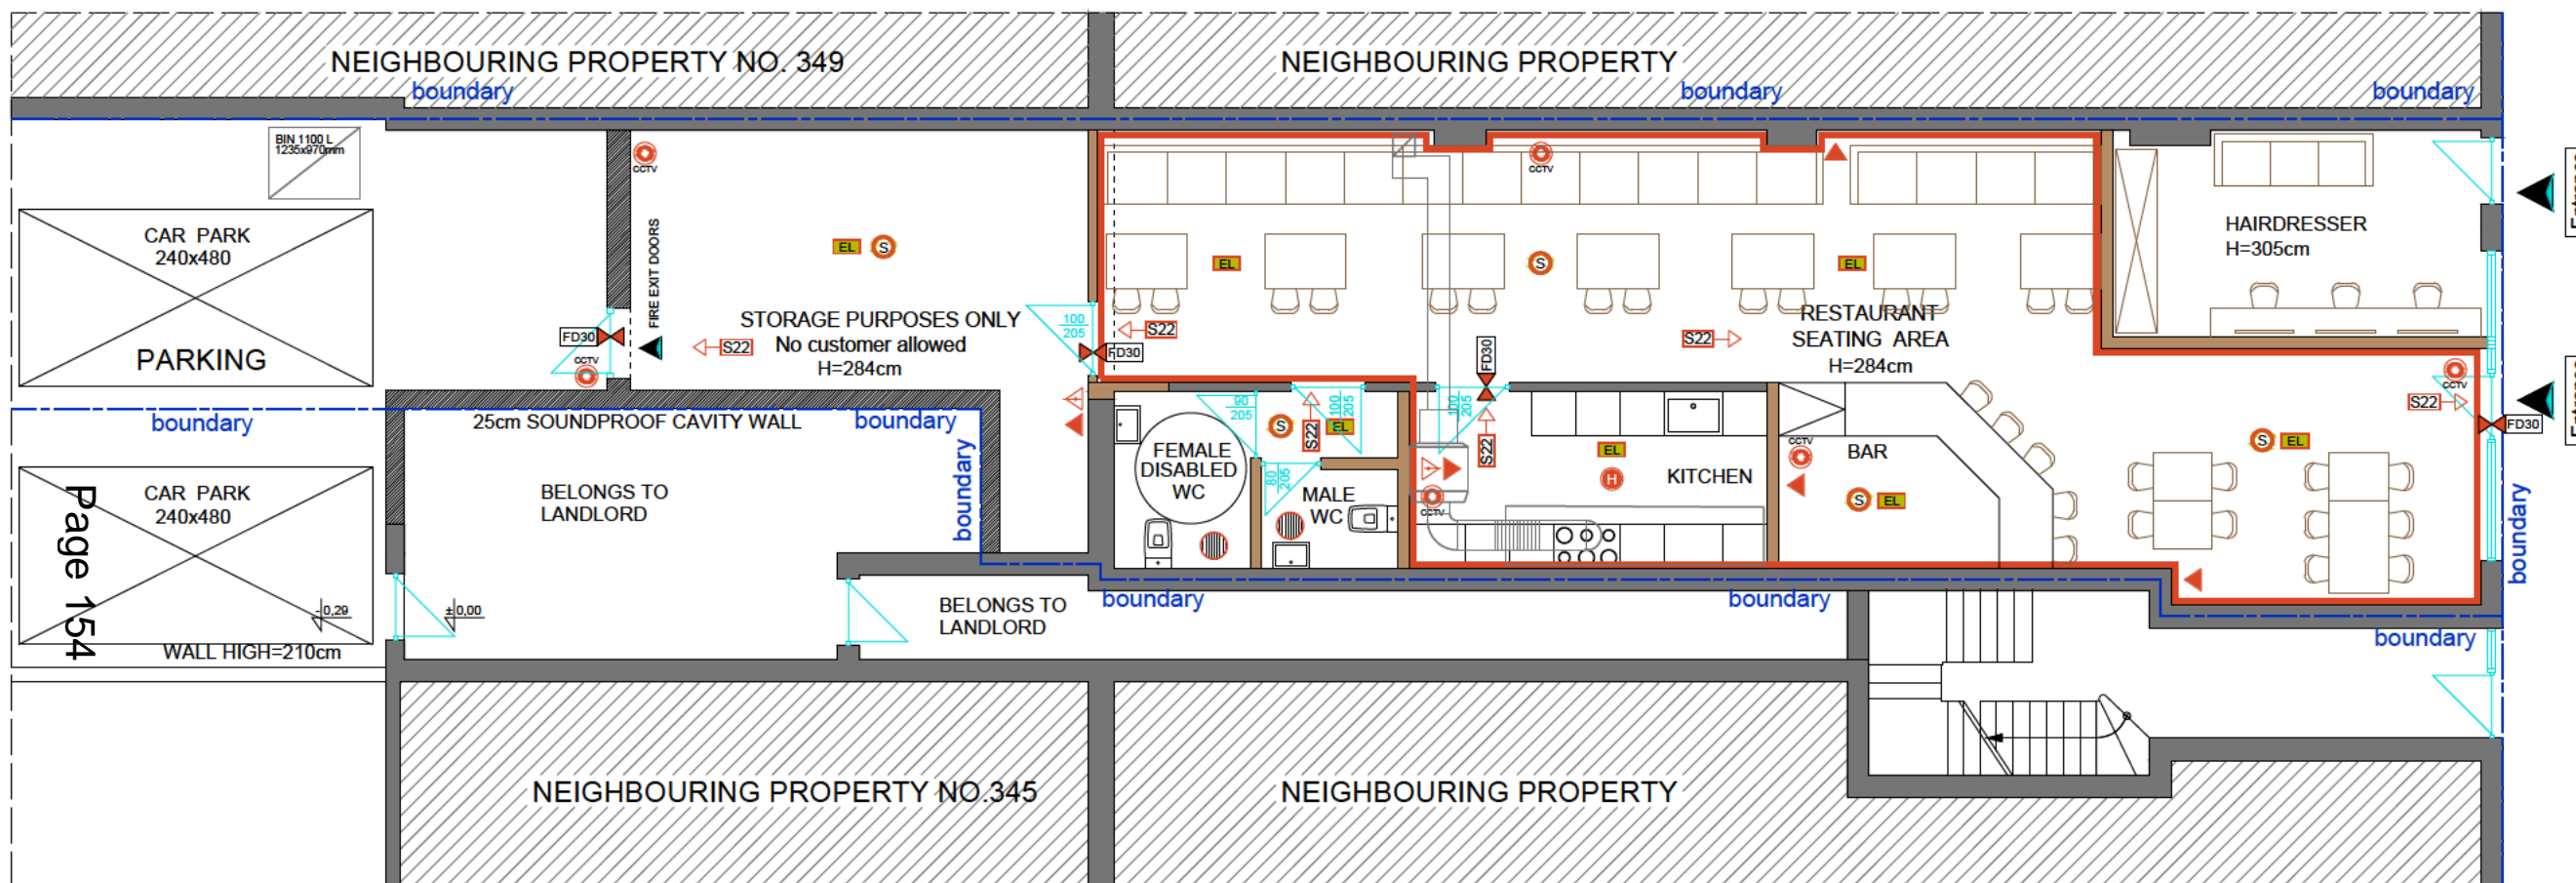 NEIGHBOURING PROPERTY NO. 349
boundary
NEIGHBOURING PROPERTY
boundary
boundary
BIN 1100 L
1235x970mm
CAR PARK
240x480
PARKING
boundary
CAR PARK
240x480
Page 154
-0,29
±0,00
WALL HIGH=210cm
CCTV
FIRE EXIT DOORS
FD30
CCTV
EL
S
S22
STORAGE PURPOSES ONLY
No customer allowed
H=284cm
25cm SOUNDPROOF CAVITY WALL
boundary
boundary
BELONGS TO
LANDLORD
BELONGS TO
LANDLORD
100
205
FD30
S22
EL
CCTV
S
EL
S22
RESTAURANT
SEATING AREA
H=284cm
FD30
100
205
S22
90
205
S
S22
100
205
EL
FEMALE
DISABLED
WC
80
205
MALE
WC
CCTV
EL
H
KITCHEN
BAR
CCTV
S
EL
HAIRDRESSER
H=305cm
CCTV
S22
FD30
S
EL
Entrance
Entrance
boundary
boundary
boundary
boundary
NEIGHBOURING PROPERTY NO.345
NEIGHBOURING PROPERTY